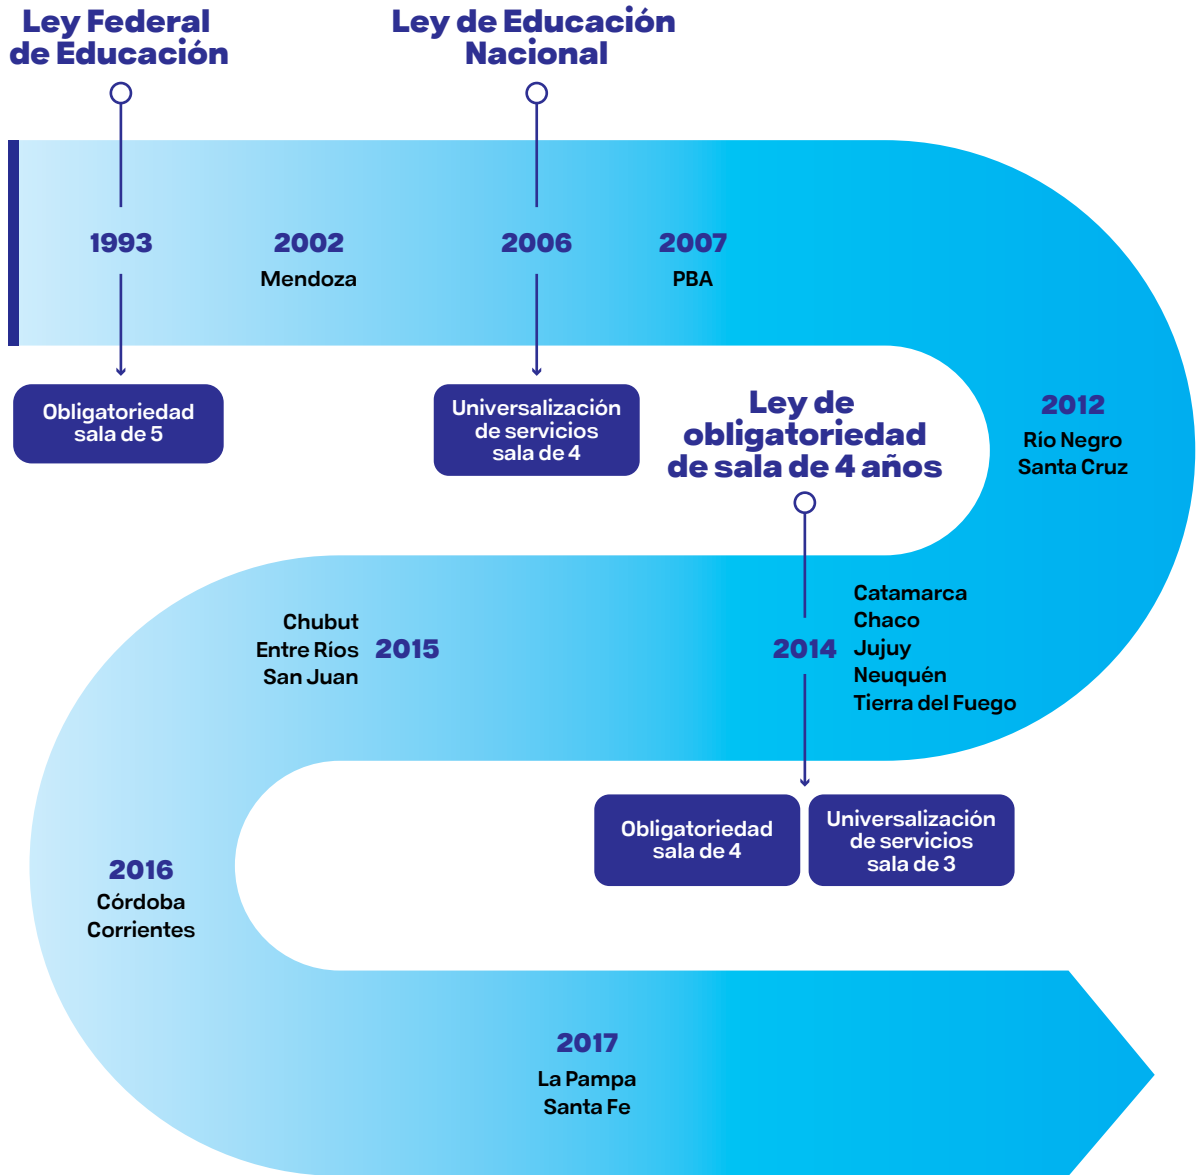 Ley Federal
de Educación
Ley de Educación
Nacional
1993
2002
Mendoza
2006
2007
PBA
Obligatoriedad
sala de 5
Universalización
de servicios
sala de 4
Ley de
obligatoriedad
de sala de 4 años
2012
Río Negro
Santa Cruz
2014
Catamarca
Chaco
Jujuy
Neuquén
Tierra del Fuego
Obligatoriedad
sala de 4
Universalización
de servicios
sala de 3
Chubut
Entre Ríos
San Juan
2015
2016
Córdoba
Corrientes
2017
La Pampa
Santa Fe